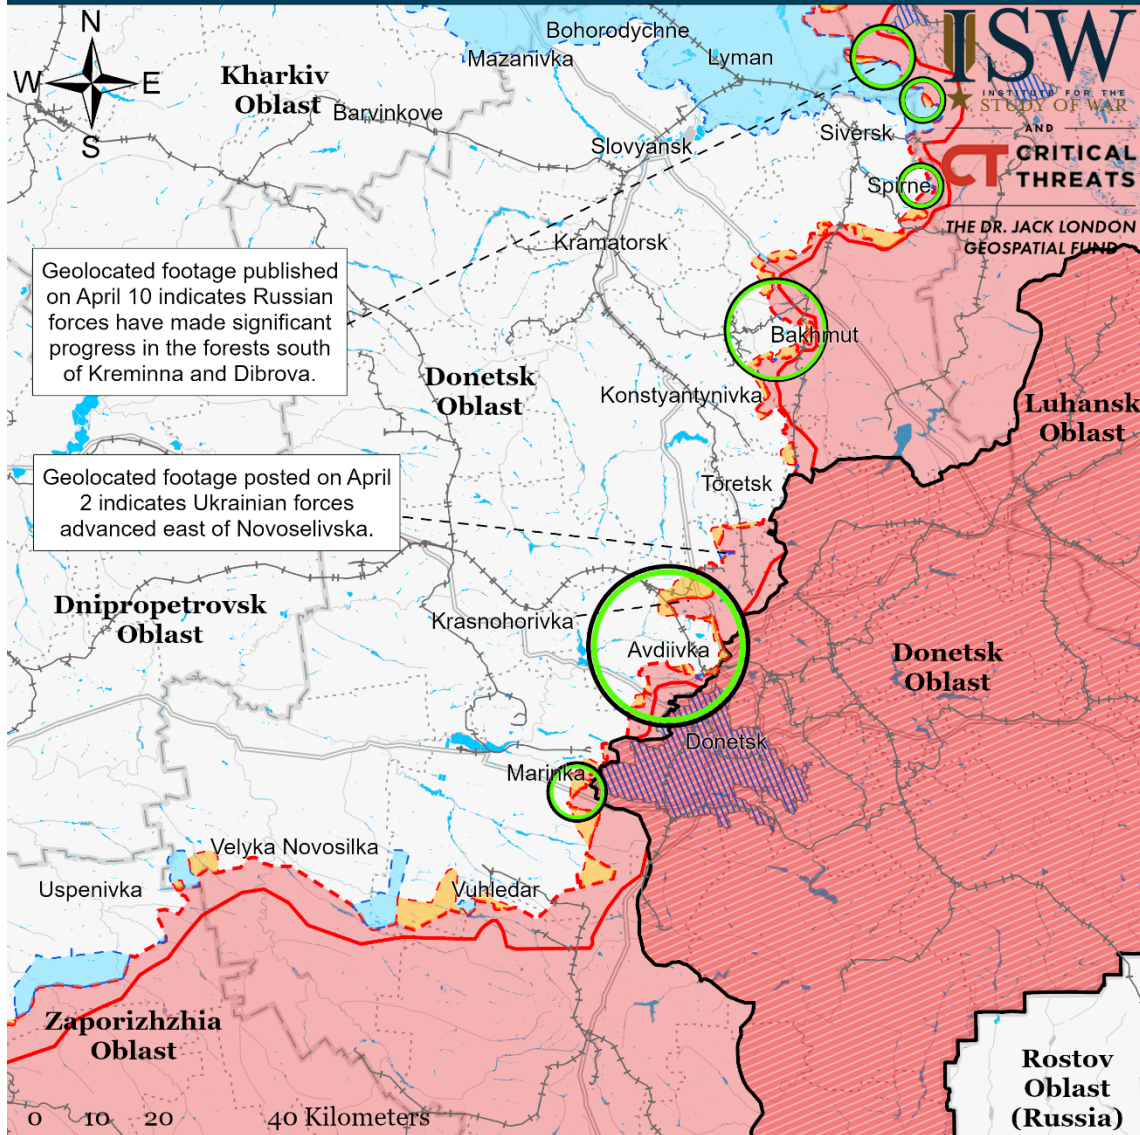 N
W
E
S
Kharkiv
Oblast
Barvinkove
Bohorodychne
Mazanivka
Lyman
Slovyansk
Siversk
Spirne
Kramatorsk
ISW
INSTITUTE FOR THE
STUDY OF WAR
AND
CT CRITICAL
THREATS
THE DR. JACK LONDON
GEOSPATIAL FUND
Geolocated footage published
on April 10 indicates Russian
forces have made significant
progress in the forests south
of Kreminna and Dibrova.
Bakhmut
Donetsk
Oblast
Konstyantynivka
Luhansk
Oblast
Geolocated footage posted on April
2 indicates Ukrainian forces
advanced east of Novoselivska.
Toretsk
Dnipropetrovsk
Oblast
Krasnohorivka
Avdiivka
Donetsk
Oblast
Donetsk
Marinka
Velyka Novosilka
Uspenivka
Vuhledar
Zaporizhzhia
Oblast
Rostov
Oblast
(Russia)
0 10 20 40 Kilometers